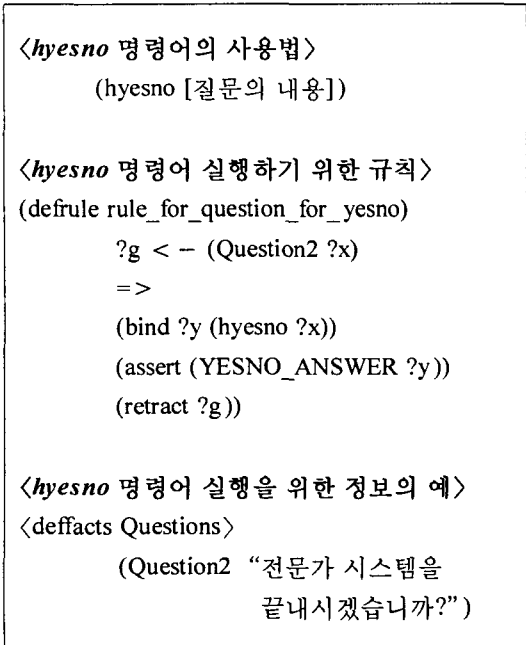 〈hyesno 명령어의 사용법〉
(hyesno [질문의 내용])
〈hyesno 명령어 실행하기 위한 규칙〉
(defrule rule_for_question_for_yesno)
?g < − (Question2 ?x)
=>
(bind ?y (hyesno ?x))
(assert (YESNO_ANSWER ?y))
(retract ?g))
〈hyesno 명령어 실행을 위한 정보의 예〉
〈deffacts Questions〉
(Question2 “전문가 시스템을
끝내시겠습니까?”)